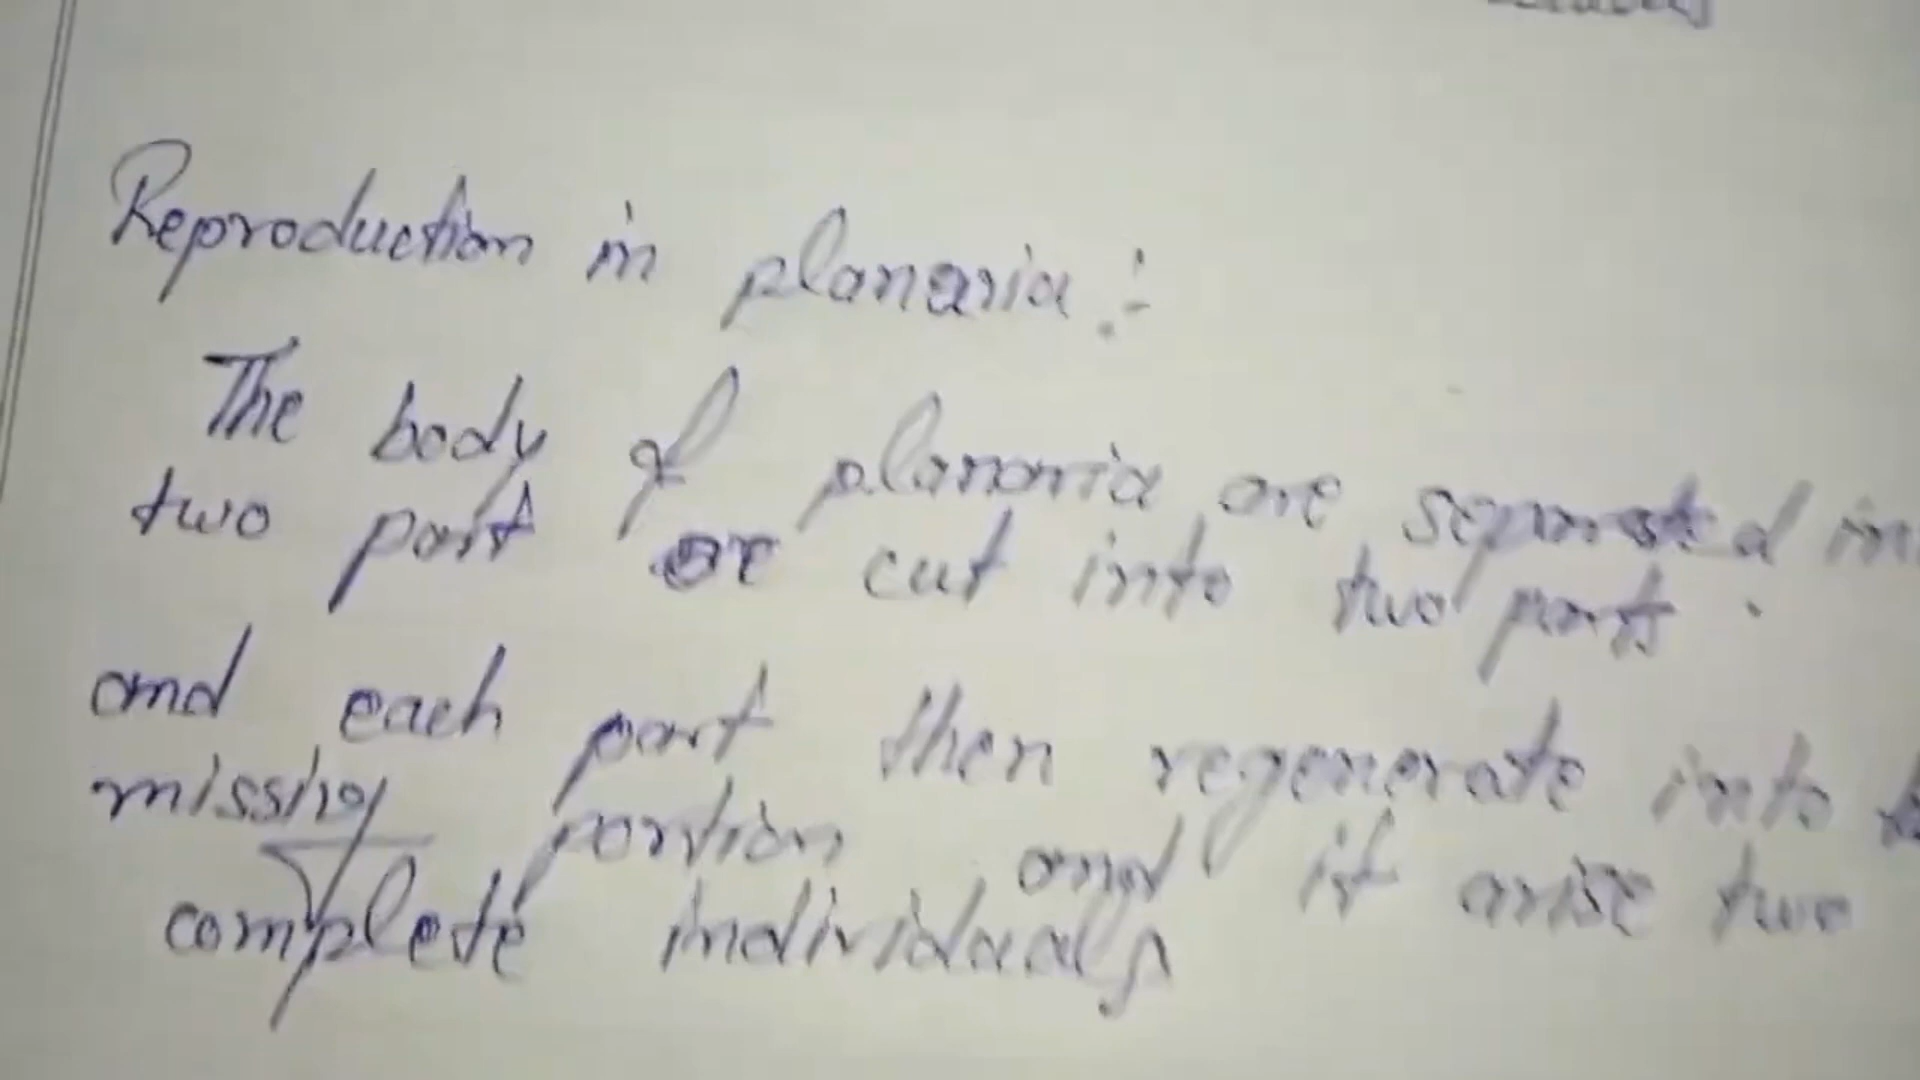 Reproduction in planaria :-
The body of planaria are separated in
two part or cut into two parts .
and each part then regenerate into
missing portion and it arise two
complete individuals